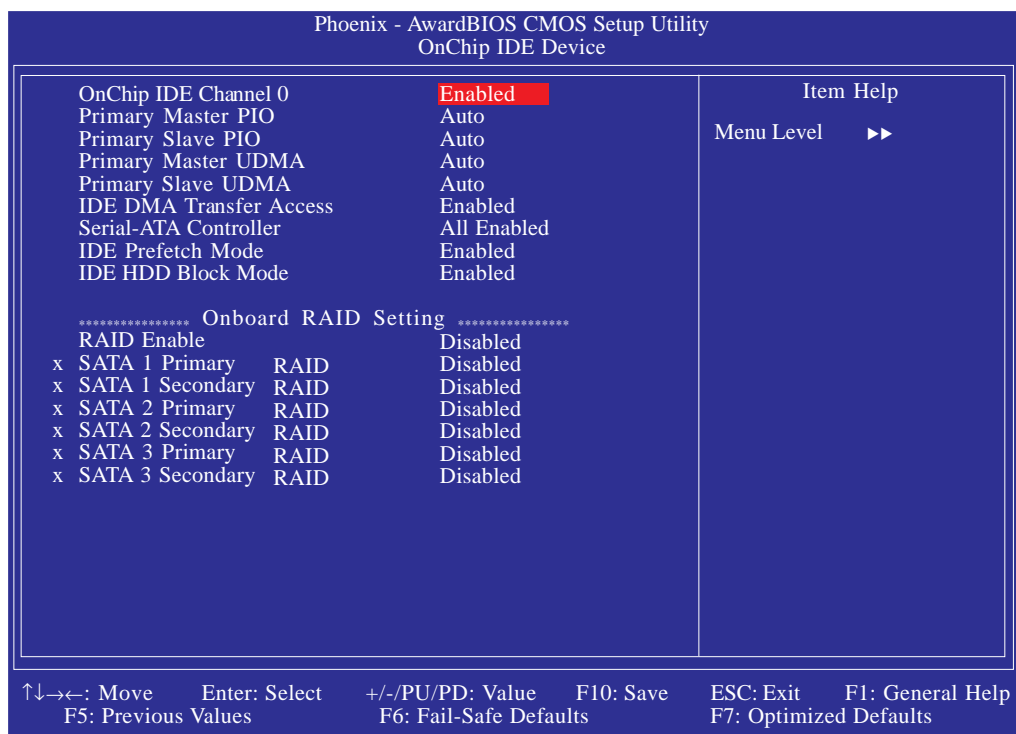 Phoenix - AwardBIOS CMOS Setup Utility
OnChip IDE Device
OnChip IDE Channel 0 Enabled
Primary Master PIO Auto
Primary Slave PIO Auto
Primary Master UDMA Auto
Primary Slave UDMA Auto
IDE DMA Transfer Access Enabled
Serial-ATA Controller All Enabled
IDE Prefetch Mode Enabled
IDE HDD Block Mode Enabled
**************** Onboard RAID Setting ****************
RAID Enable Disabled
x SATA 1 Primary RAID Disabled
x SATA 1 Secondary RAID Disabled
x SATA 2 Primary RAID Disabled
x SATA 2 Secondary RAID Disabled
x SATA 3 Primary RAID Disabled
x SATA 3 Secondary RAID Disabled
Item Help
Menu Level ▶▶
↑↓→←: Move Enter: Select +/-/PU/PD: Value F10: Save ESC: Exit F1: General Help
F5: Previous Values F6: Fail-Safe Defaults F7: Optimized Defaults